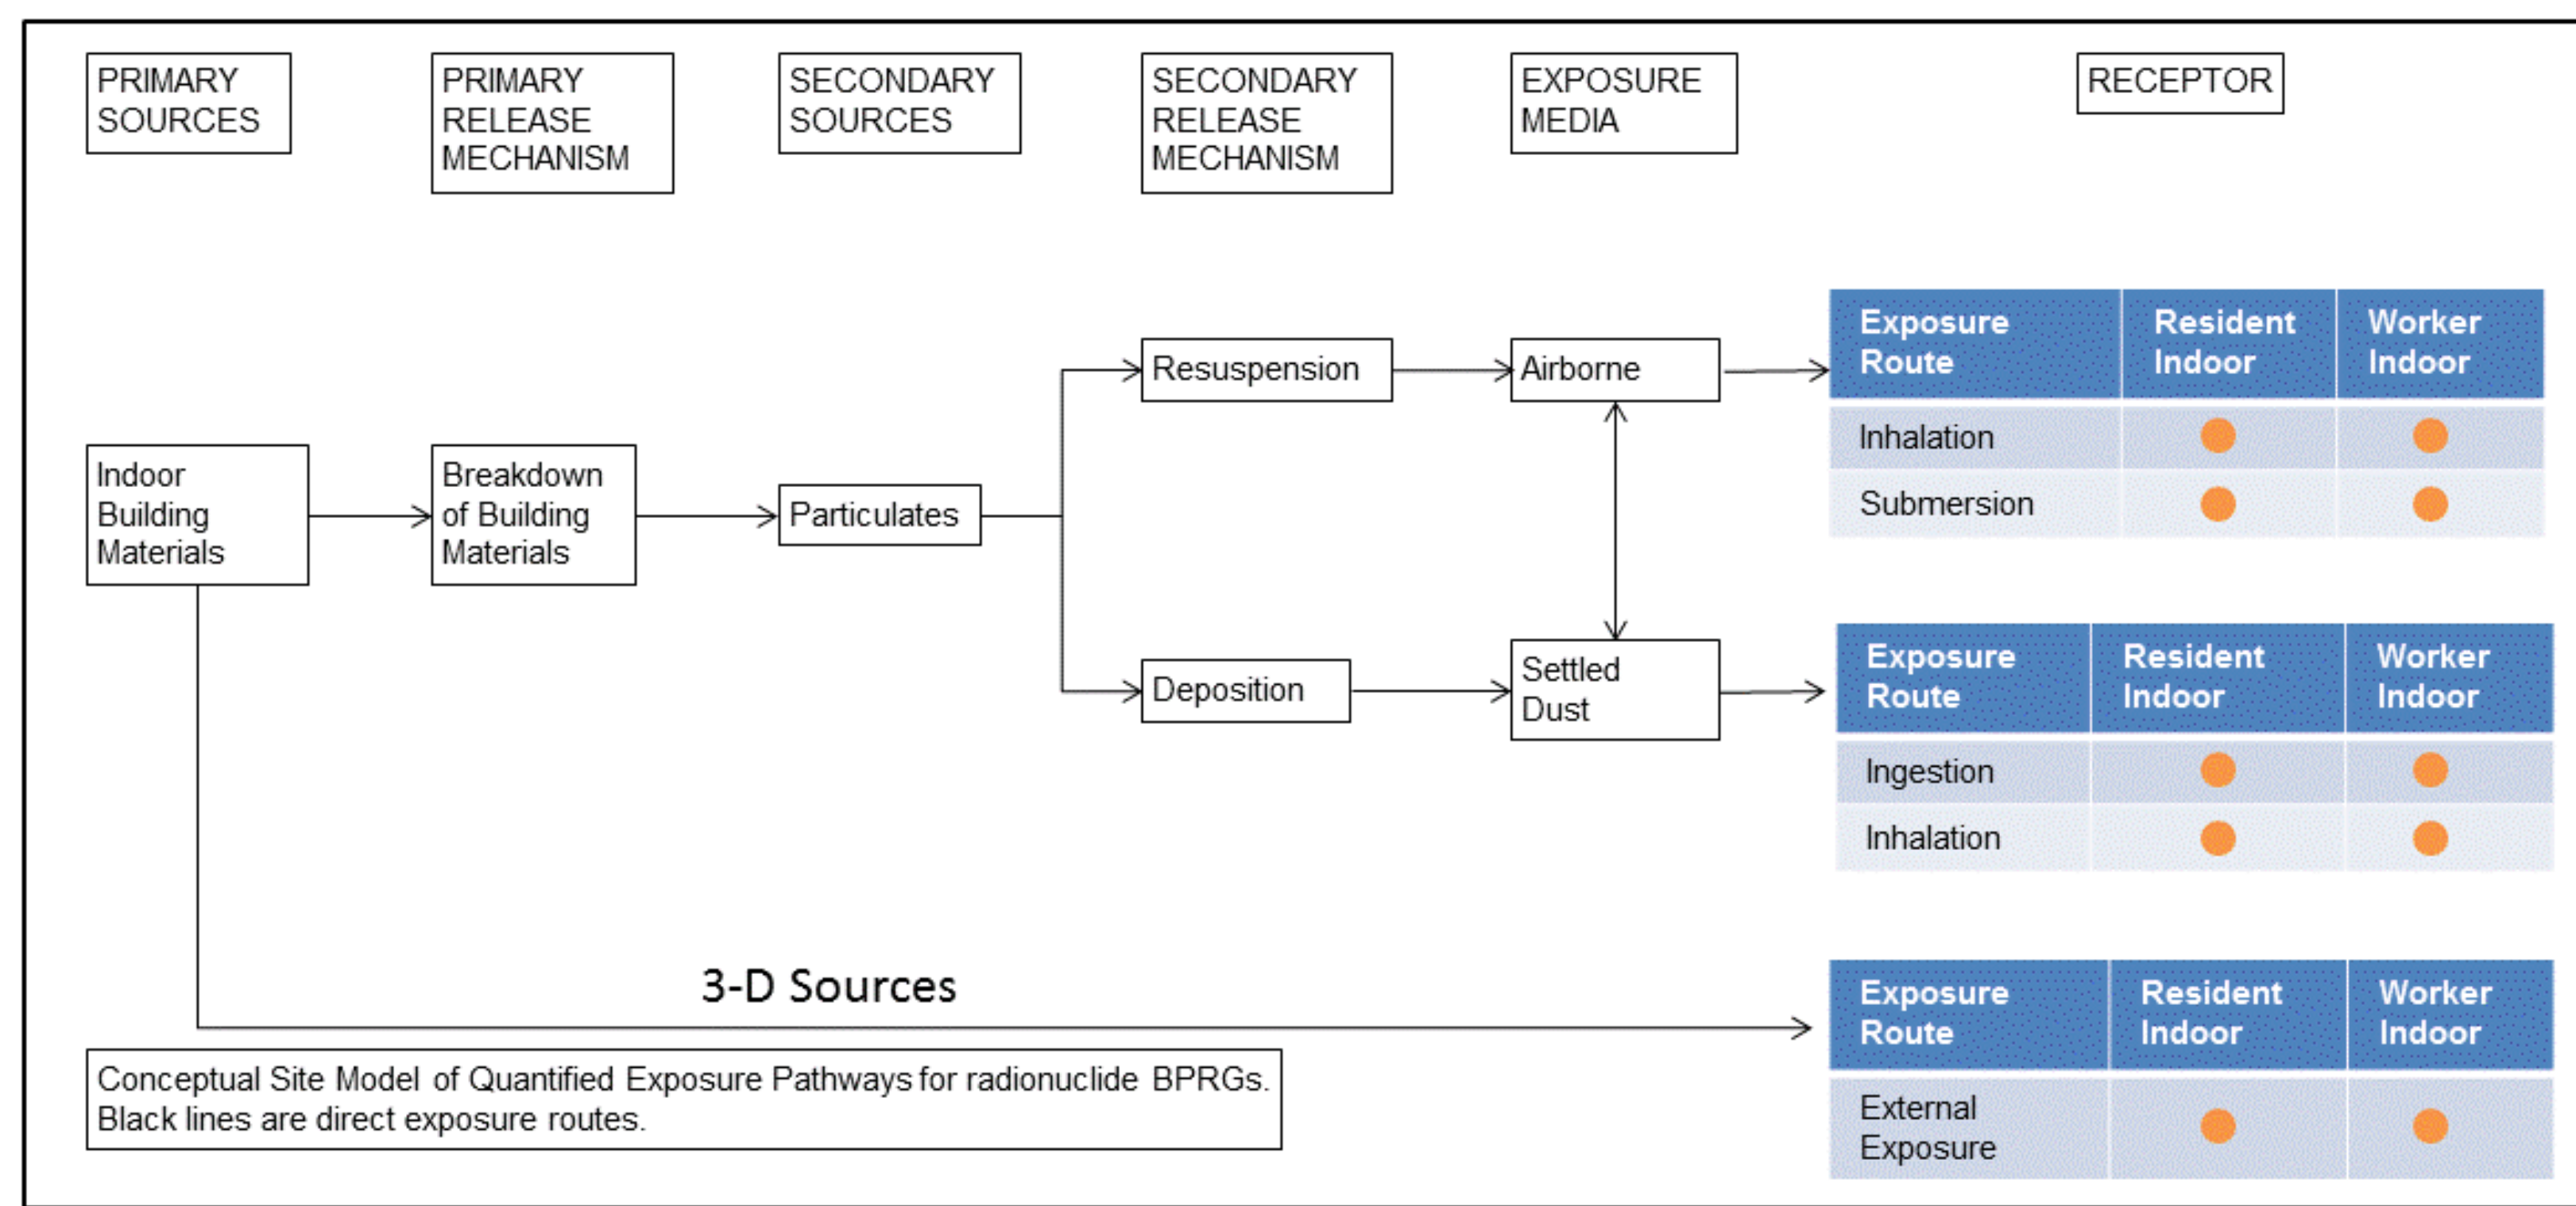 PRIMARY
SOURCES
PRIMARY
RELEASE
MECHANISM
SECONDARY
SOURCES
SECONDARY
RELEASE
MECHANISM
EXPOSURE
MEDIA
RECEPTOR
Indoor
Building
Materials
Breakdown
of Building
Materials
Particulates
Resuspension
Airborne
Deposition
Settled
Dust
Exposure
Route
Resident
Indoor
Worker
Indoor
Inhalation
Submersion
Exposure
Route
Resident
Indoor
Worker
Indoor
Ingestion
Inhalation
3-D Sources
Exposure
Route
Resident
Indoor
Worker
Indoor
External
Exposure
Conceptual Site Model of Quantified Exposure Pathways for radionuclide BPRGs.
Black lines are direct exposure routes.